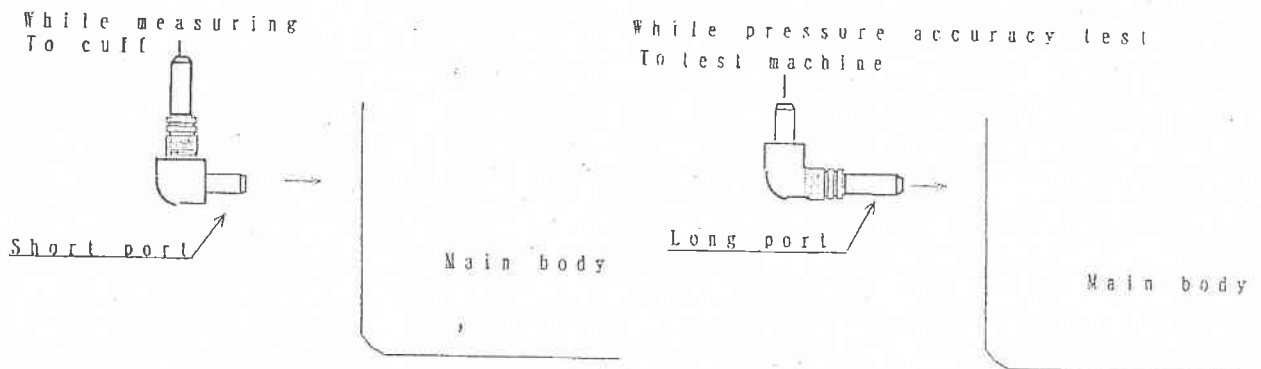 While measuring
To cuff
Short port
Main body
While pressure accuracy test
To test machine
Long port
Main body